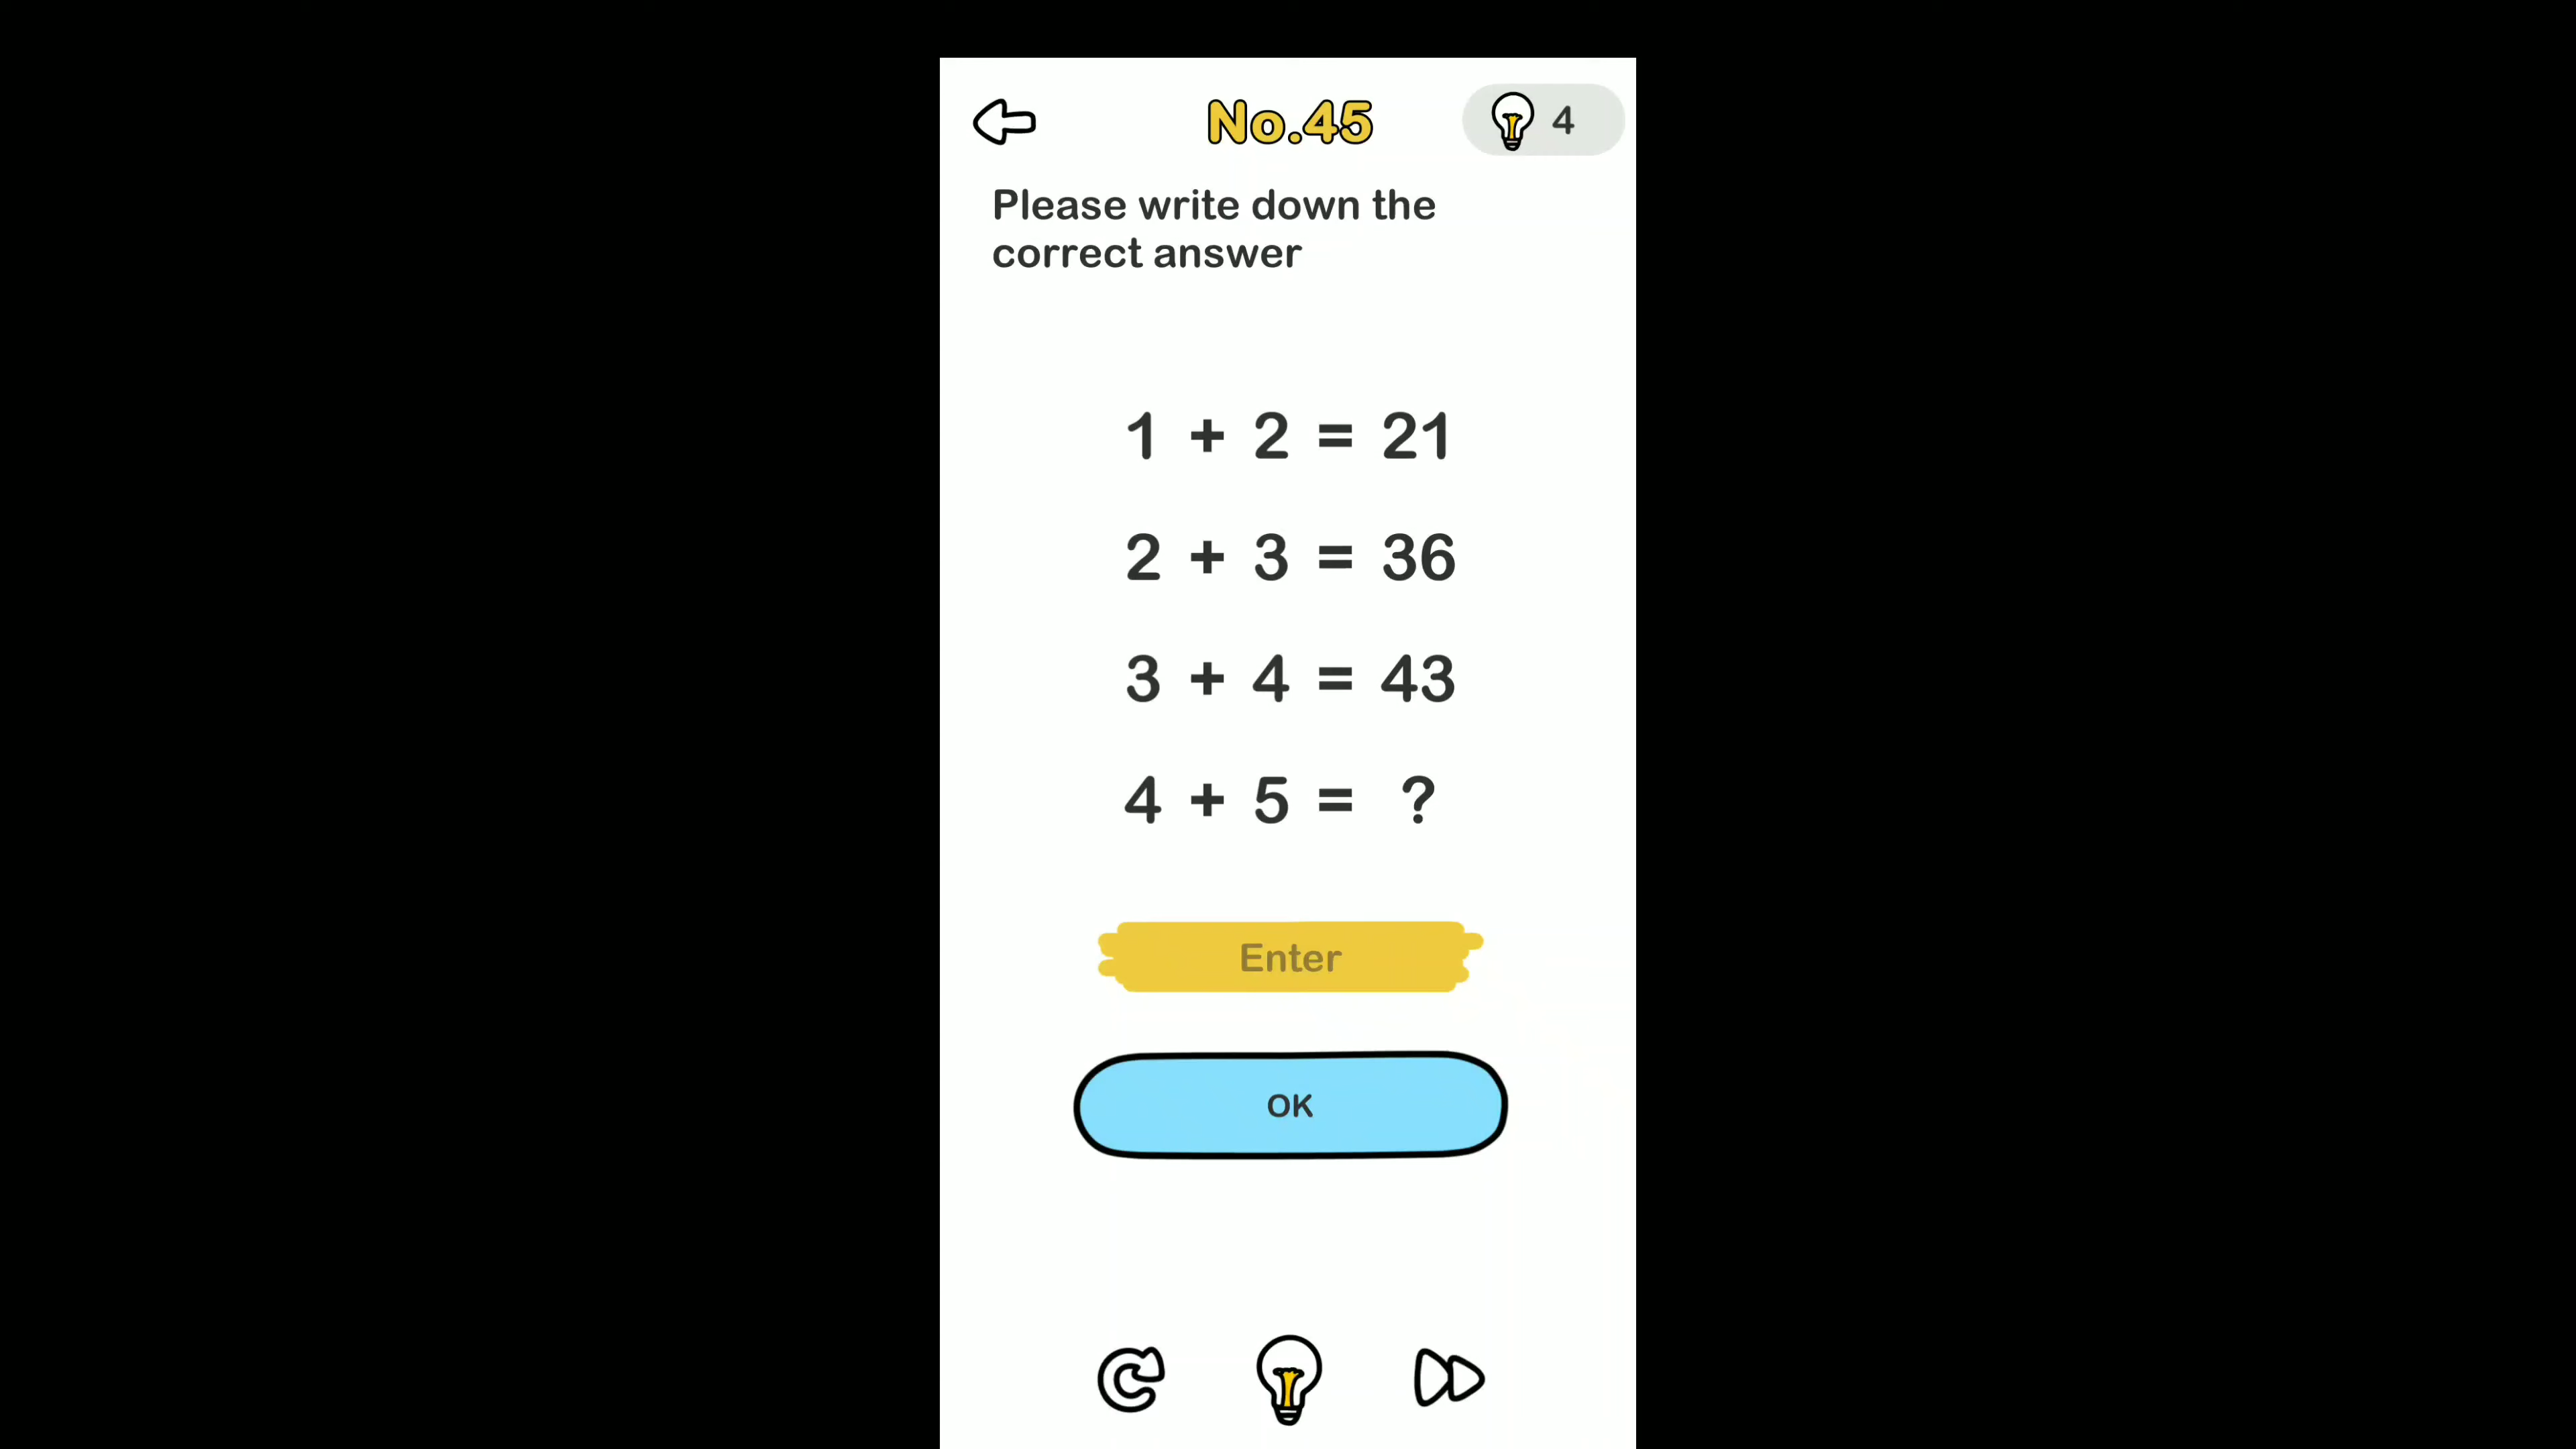 No.45
4
Please write down the
correct answer
1 + 2 = 21
2 + 3 = 36
3 + 4 = 43
4 + 5 = ?
Enter
OK